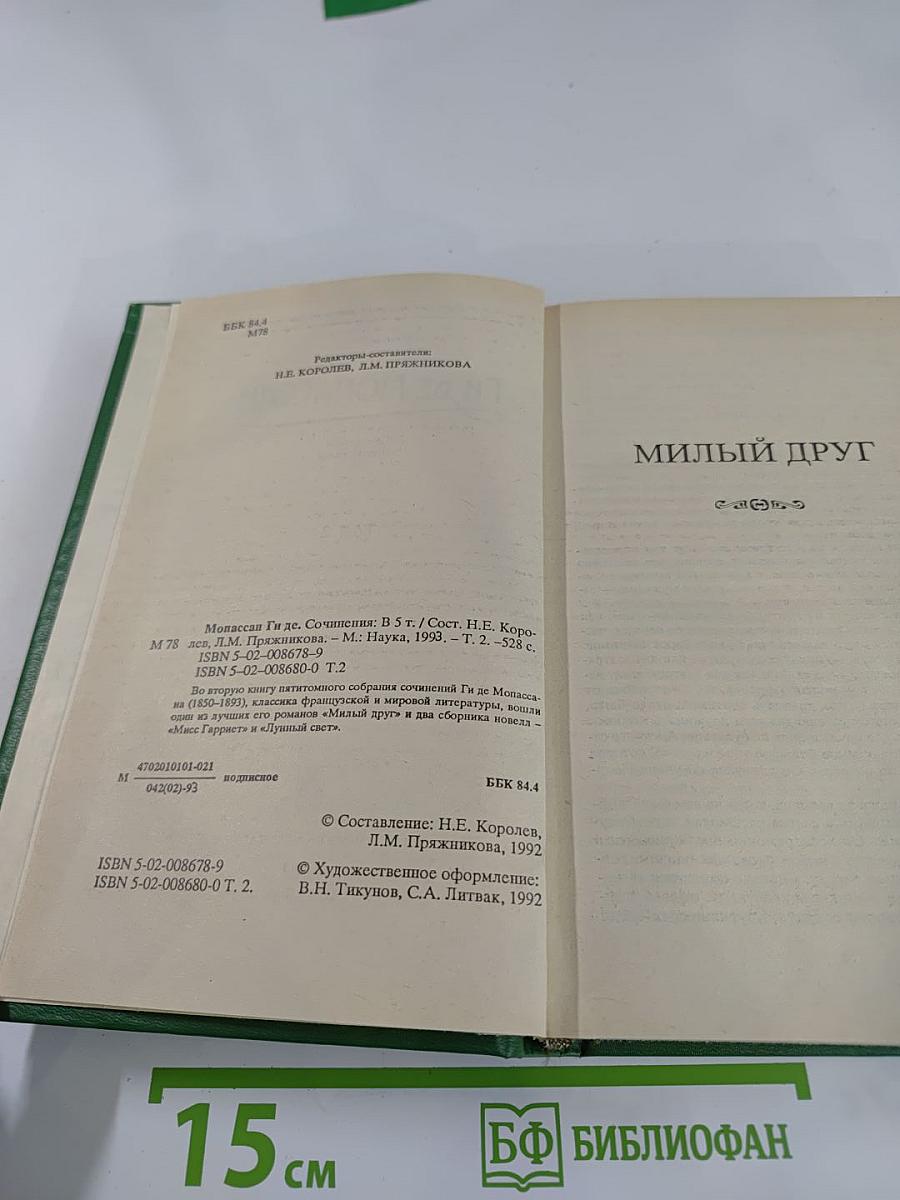 ББК 84.4
М78
Редакторы-составители:
Н.Е. КОРОЛЕВ, Л.М. ПРЯЖНИКОВА
Мопассан Ги де. Сочинения: В 5 т. / Сост. Н.Е. Коро-
М 78 лев, Л.М. Пряжникова. – М.: Наука, 1993. – Т. 2. –528 с.
ISBN 5–02–008678–9
ISBN 5–02–008680-0 Т.2
Во вторую книгу пятитомного собрания сочинений Ги де Мопасса-
на (1850–1893), классика французской и мировой литературы, вошли
один из лучших его романов «Милый друг» и два сборника новелл –
«Мисс Гарриет» и «Лунный свет».
М 4702010101-021
042(02)-93
подписное
ББК 84.4
© Составление: Н.Е. Королев,
Л.М. Пряжникова, 1992
ISBN 5-02-008678-9
ISBN 5-02-008680-0 Т. 2.
© Художественное оформление:
В.Н. Тикунов, С.А. Литвак, 1992
МИЛЫЙ ДРУГ
15 см
БФ БИБЛИОФАН